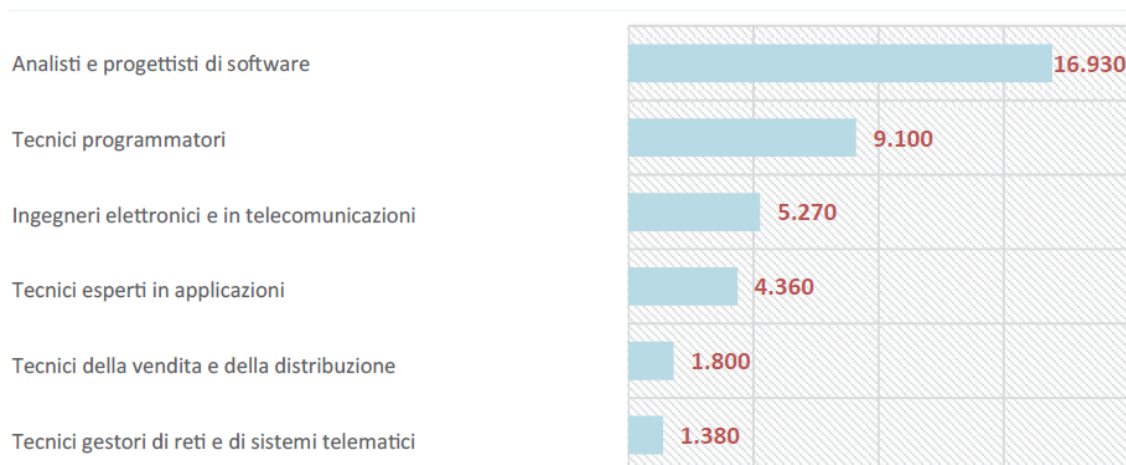 Analisti e progettisti di software 16.930
Tecnici programmatori 9.100
Ingegneri elettronici e in telecomunicazioni 5.270
Tecnici esperti in applicazioni 4.360
Tecnici della vendita e della distribuzione 1.800
Tecnici gestori di reti e di sistemi telematici 1.380